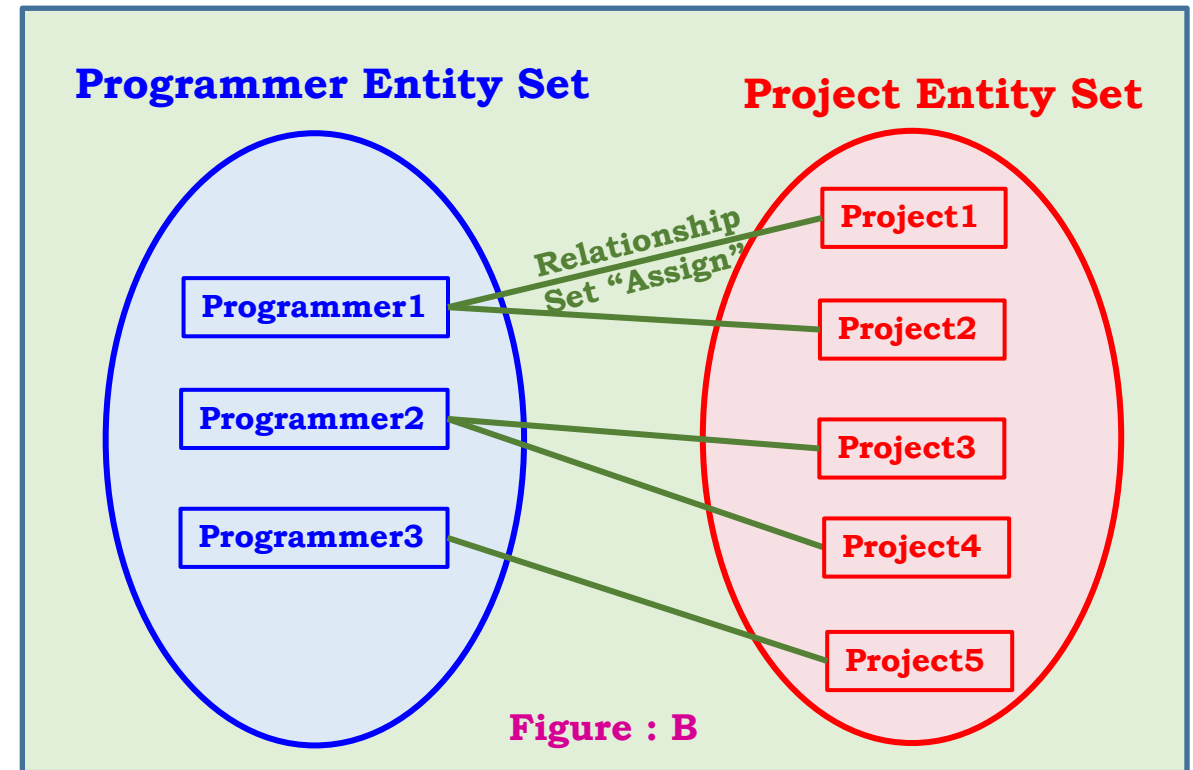 Programmer Entity Set
Project Entity Set
Relationship
Set “Assign”
Programmer1
Programmer2
Programmer3
Project1
Project2
Project3
Project4
Project5
Figure : B